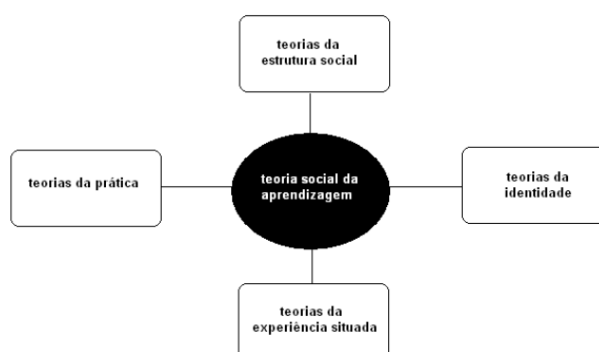 teorias da
estrutura social
teorias da prática
teoria social da
aprendizagem
teorias da
identidade
teorias da
experiência situada